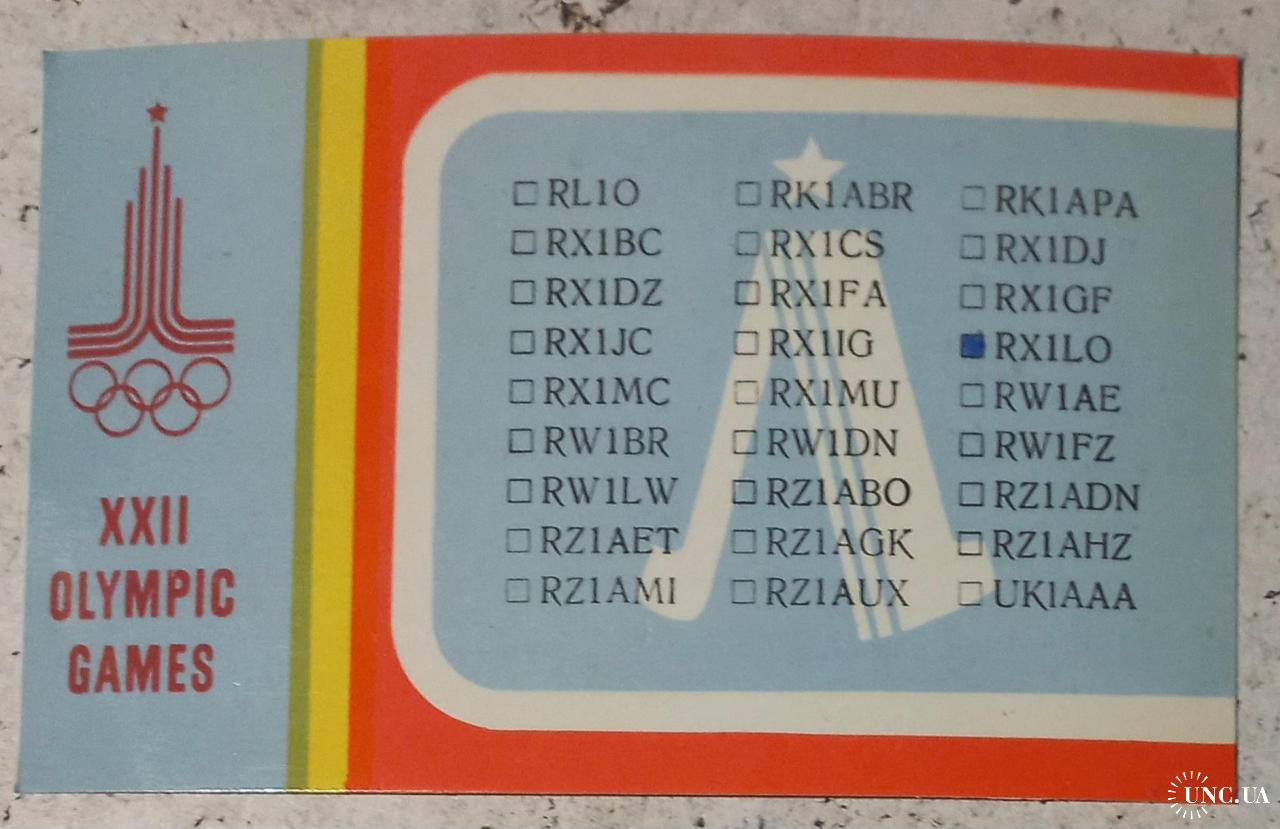 XXII
OLYMPIC
GAMES
☐ RL1O ☐ RK1ABR ☐ RK1APA
☐ RX1BC ☐ RX1CS ☐ RX1DJ
☐ RX1DZ ☐ RX1FA ☐ RX1GF
☐ RX1JC ☐ RX1IG ■ RX1LO
☐ RX1MC ☐ RX1MU ☐ RW1AE
☐ RW1BR ☐ RW1DN ☐ RW1FZ
☐ RW1LW ☐ RZ1ABO ☐ RZ1ADN
☐ RZ1AET ☐ RZ1AGK ☐ RZ1AHZ
☐ RZ1AMI ☐ RZ1AUX ☐ UK1AAA
UNC.UA